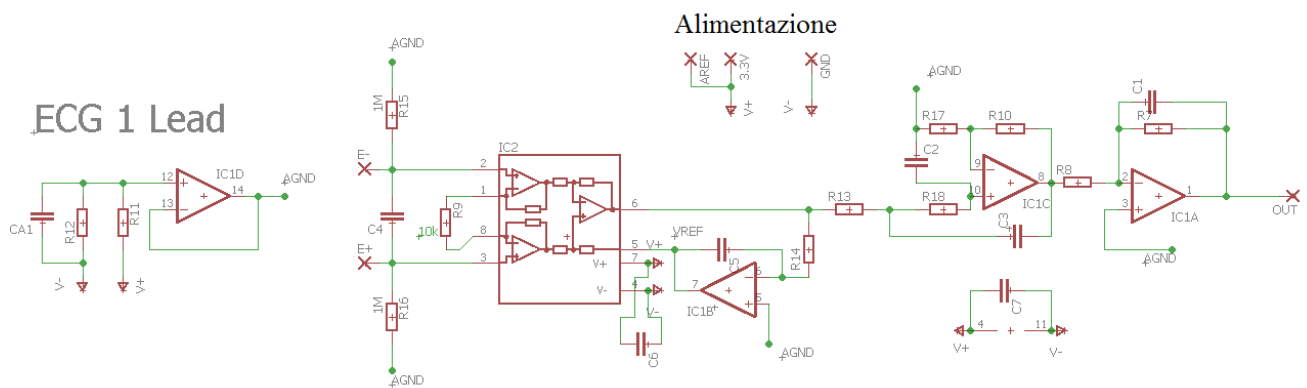 Alimentazione
ECG 1 Lead
AGND
1M
R15
E-
C4
E+
1M
R16
AGND
CA1
R12
R11
V-
V+
12
13
14
IC1D
AGND
IC2
2
1
8
3
R9
10k
6
5
7
4
V+
V-
V+
V-
C6
VREF
C5
7
6
5
IC1B
AGND
R14
AREF
3.3V
V+
GND
V-
R13
AGND
R17
R10
C2
9
10
8
IC1C
R18
C3
R8
C1
R7
2
3
1
IC1A
AGND
OUT
C7
4
11
V+
V-